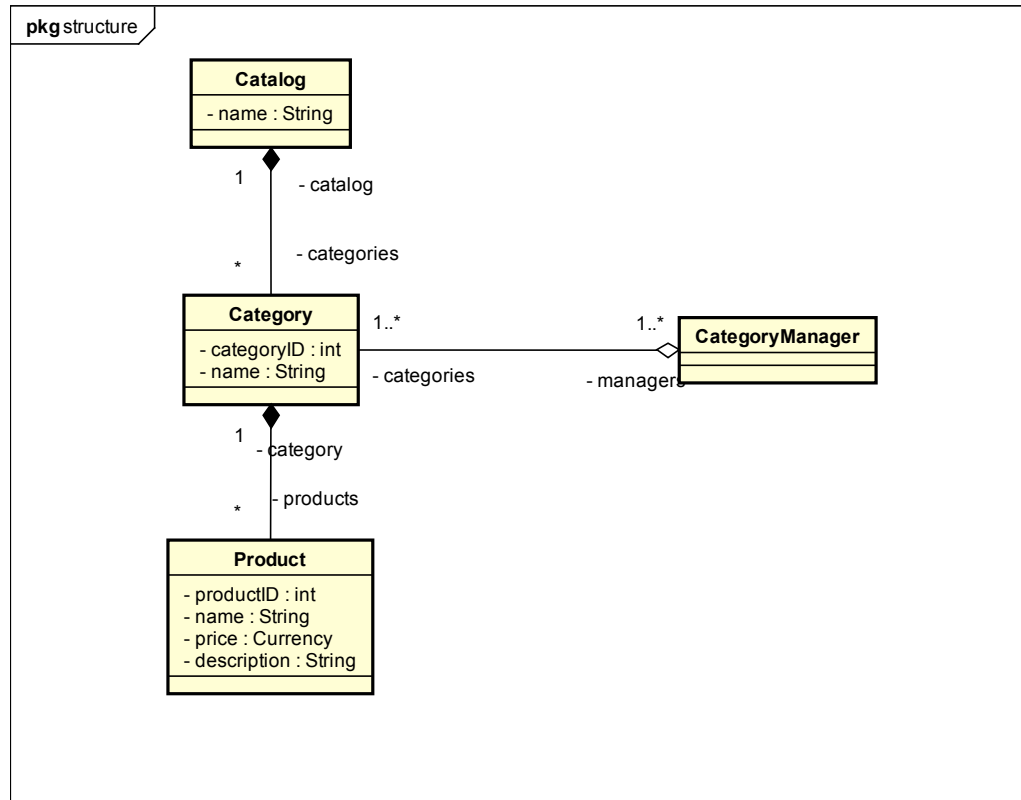 pkg structure
Catalog
- name : String
1
- catalog
- categories
*
Category
- categoryID : int
- name : String
1..*
- categories
1..*
- managers
CategoryManager
1
- category
- products
*
Product
- productID : int
- name : String
- price : Currency
- description : String